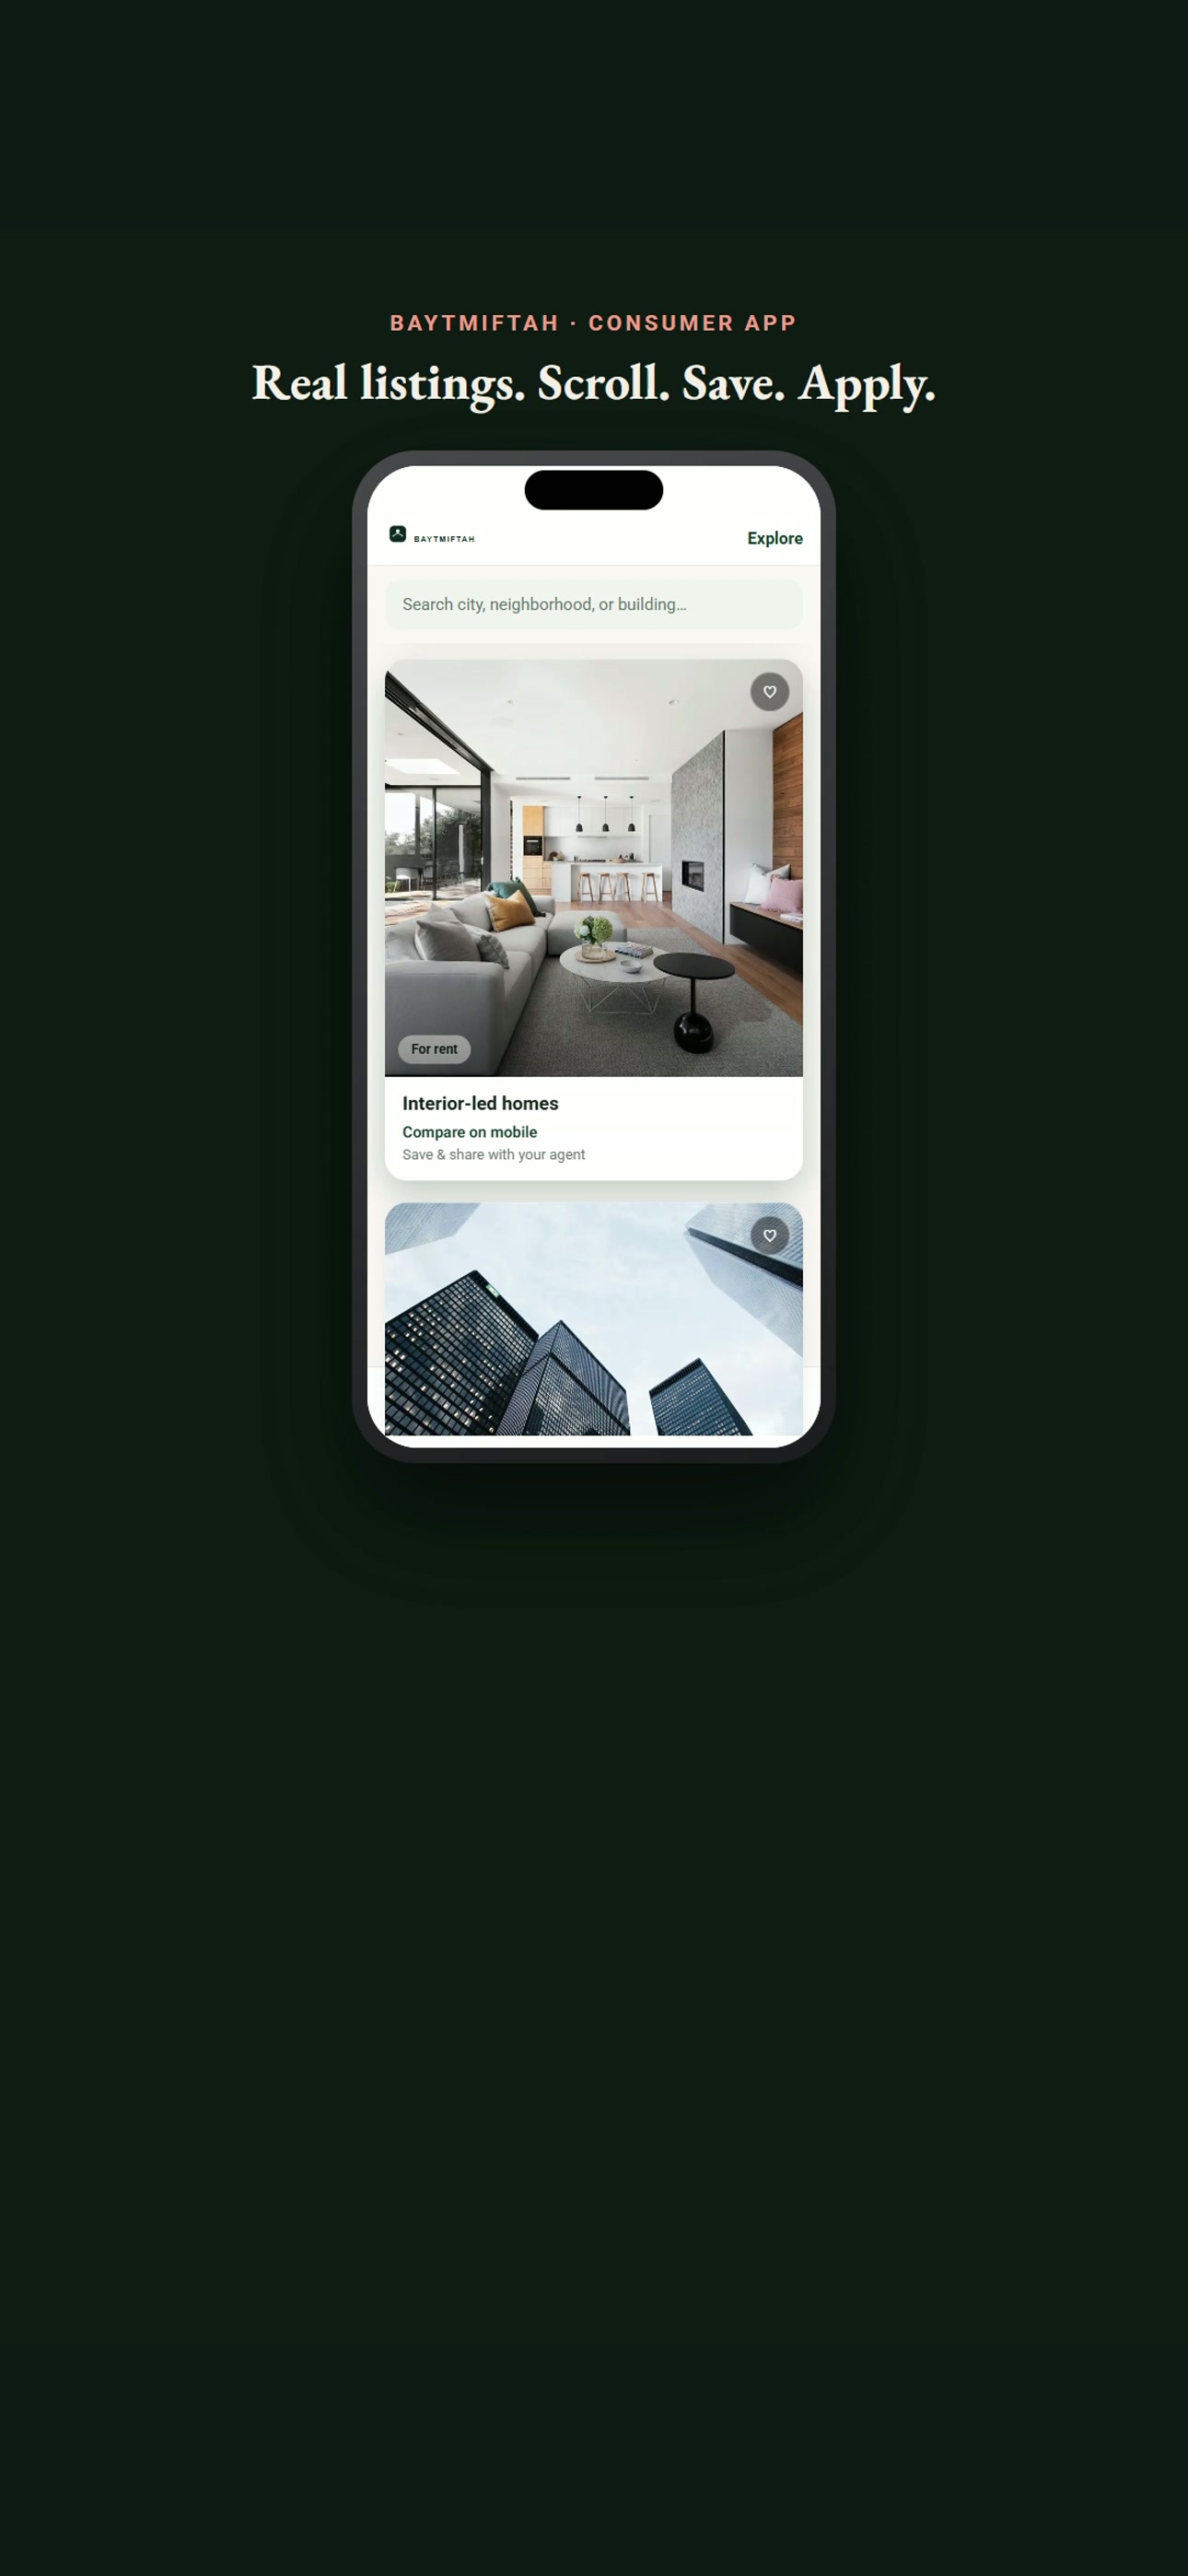 BAYTMIFTAH · CONSUMER APP
Real listings. Scroll. Save. Apply.
BAYTMIFTAH
Explore
Search city, neighborhood, or building…
For rent
Interior-led homes
Compare on mobile
Save & share with your agent